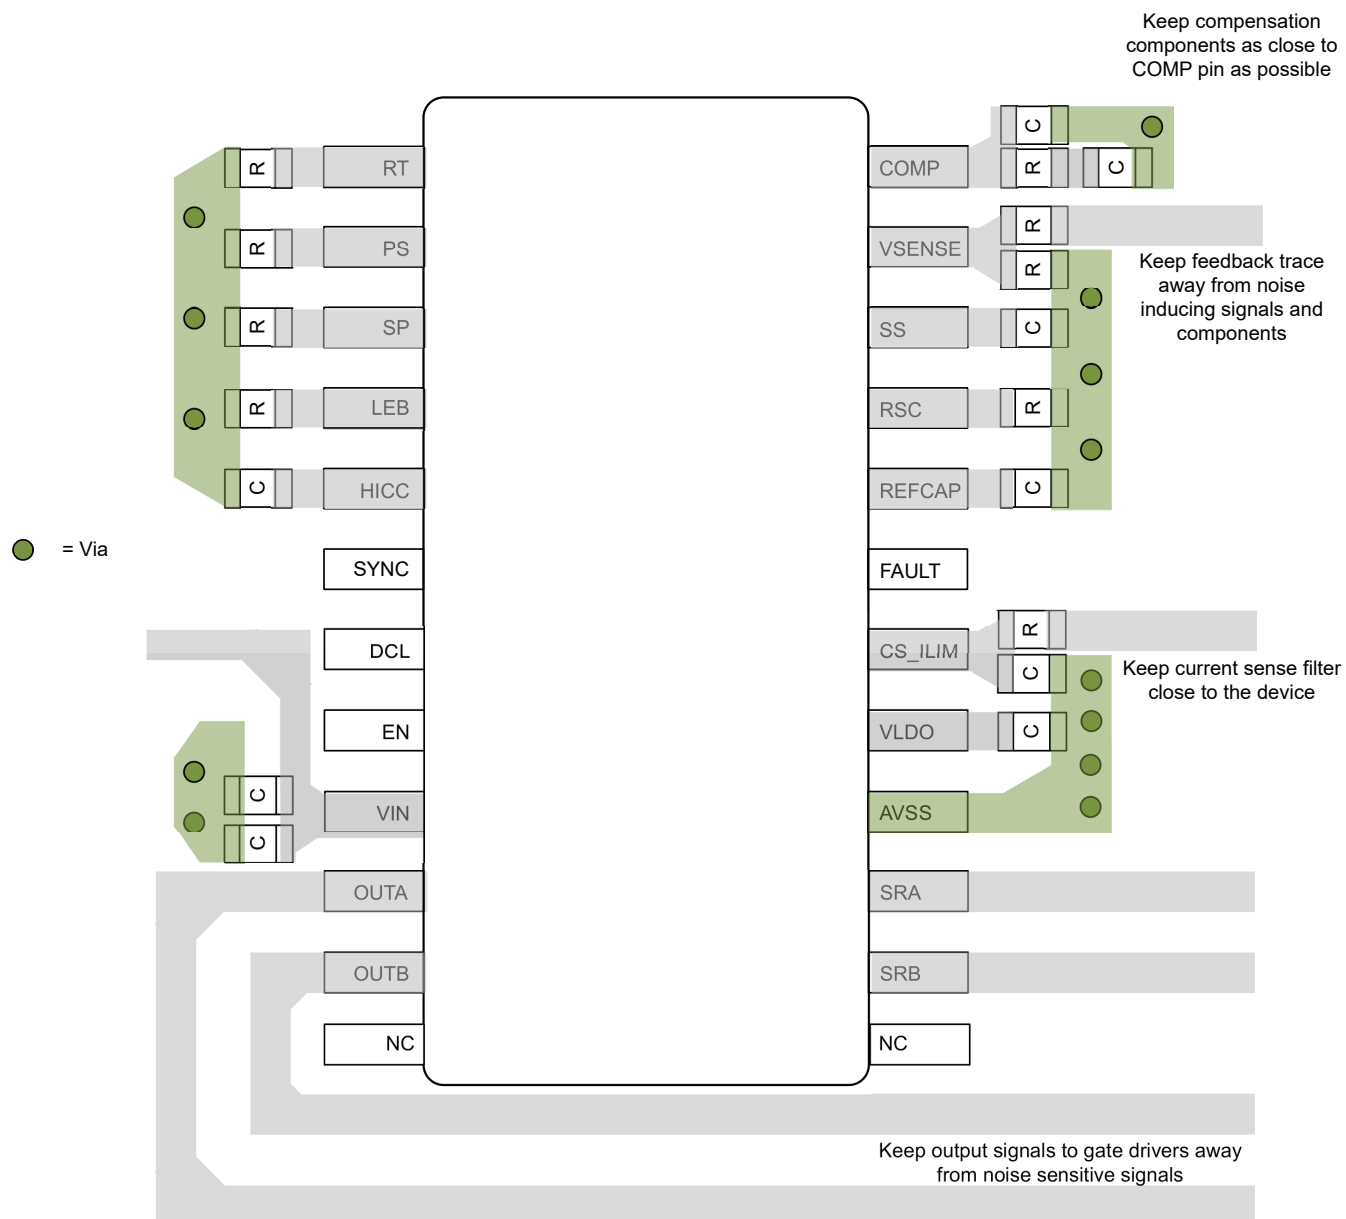 Keep compensation
components as close to
COMP pin as possible
C
R
RT
COMP
R
C
R
PS
VSENSE
R
R
Keep feedback trace
away from noise
inducing signals and
components
R
SP
SS
C
R
LEB
RSC
R
C
HICC
REFCAP
C
= Via
SYNC
FAULT
DCL
CS_ILIM
R
C
Keep current sense filter
close to the device
EN
VLDO
C
C
C
VIN
AVSS
OUTA
SRA
OUTB
SRB
NC
NC
Keep output signals to gate drivers away
from noise sensitive signals